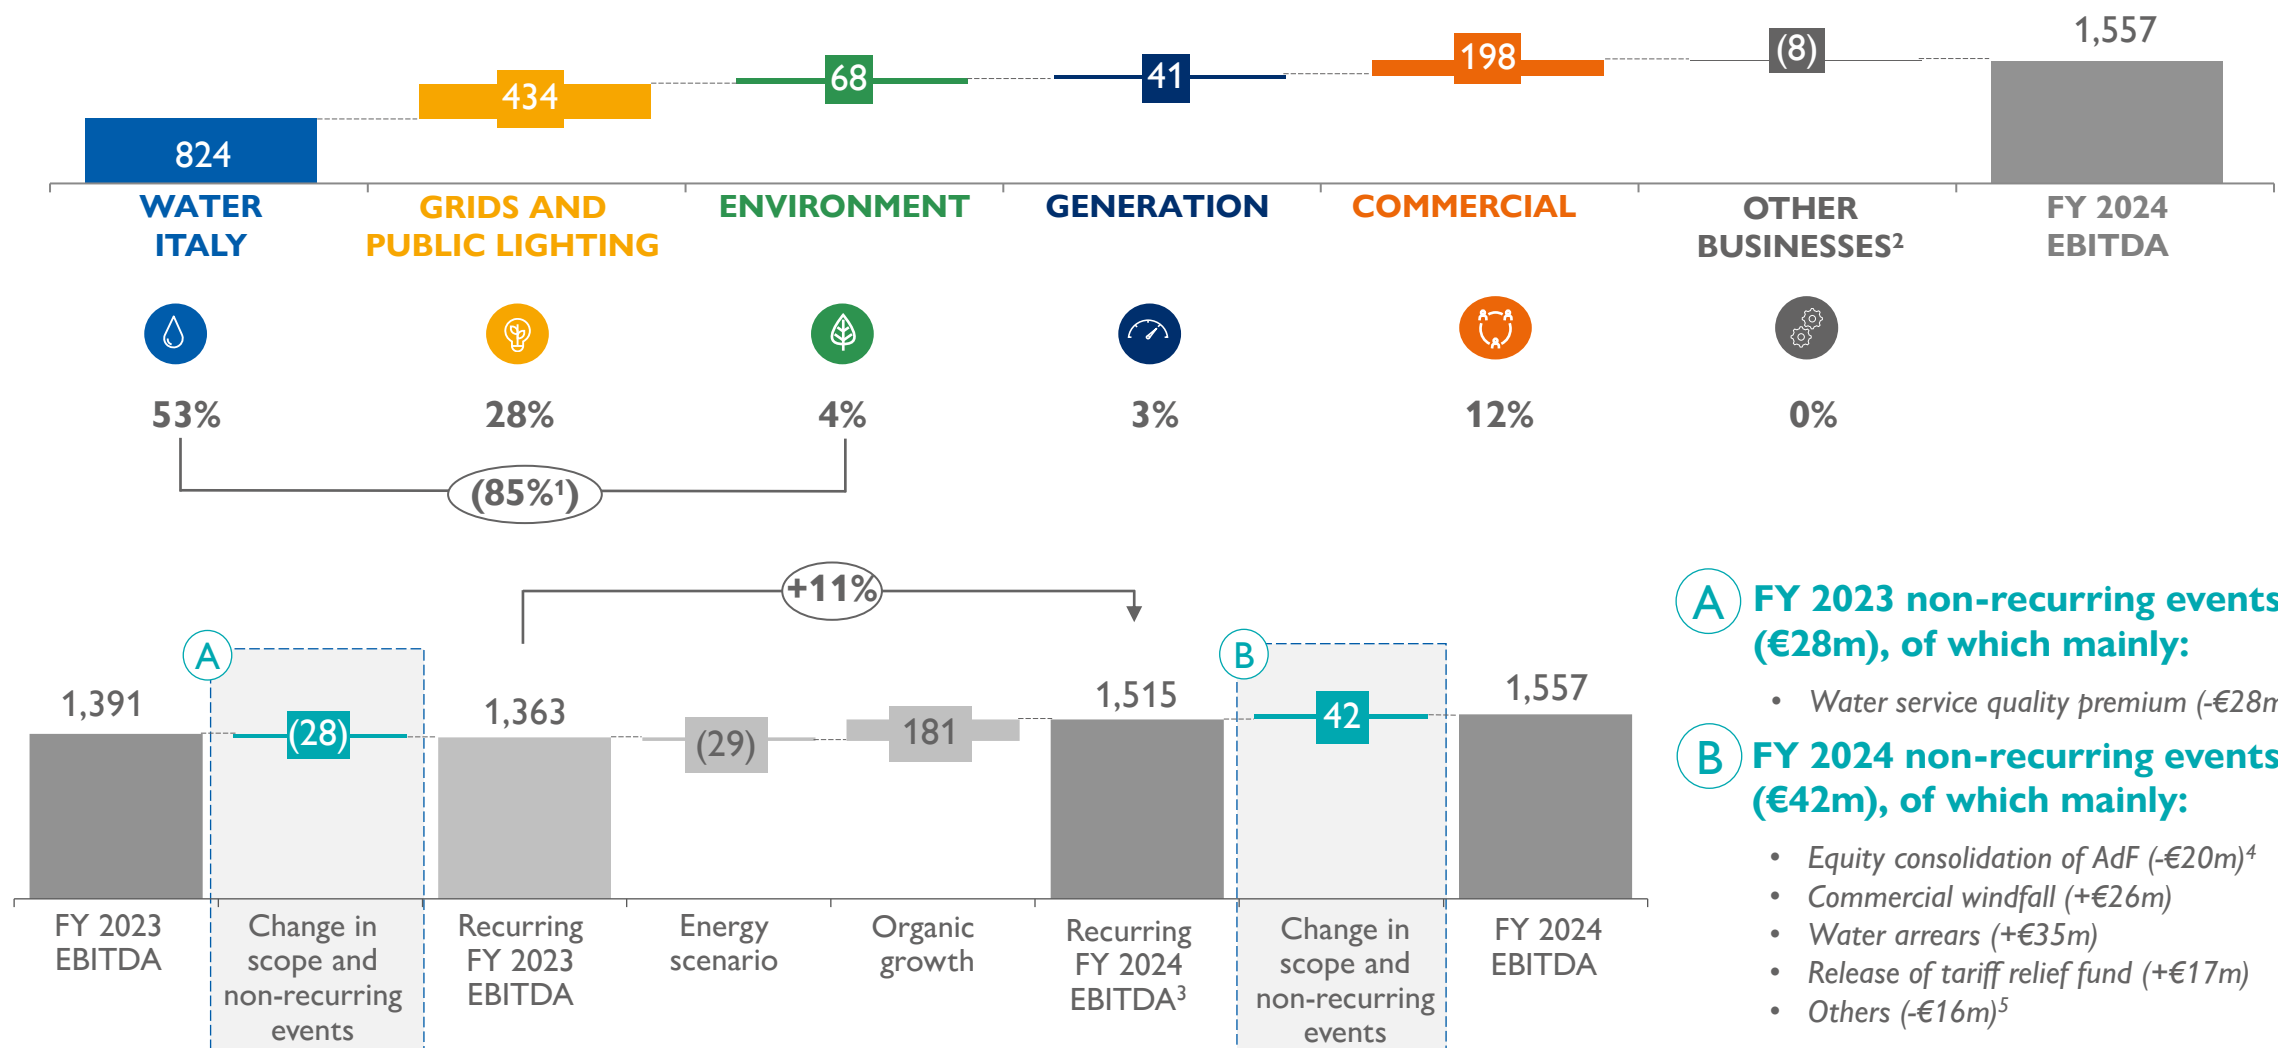 824
434
68
41
198
(8)
1,557
WATER
ITALY
GRIDS AND
PUBLIC LIGHTING
ENVIRONMENT
GENERATION
COMMERCIAL
OTHER
BUSINESSES²
FY 2024
EBITDA
53%
28%
4%
3%
12%
0%
(85%¹)
+11%
A
1,391
(28)
1,363
(29)
181
1,515
B
42
1,557
FY 2023
EBITDA
Change in
scope and
non-recurring
events
Recurring
FY 2023
EBITDA
Energy
scenario
Organic
growth
Recurring
FY 2024
EBITDA³
Change in
scope and
non-recurring
events
FY 2024
EBITDA
A FY 2023 non-recurring events
(€28m), of which mainly:
• Water service quality premium (-€28m
B FY 2024 non-recurring events
(€42m), of which mainly:
• Equity consolidation of AdF (-€20m)⁴
• Commercial windfall (+€26m)
• Water arrears (+€35m)
• Release of tariff relief fund (+€17m)
• Others (-€16m)⁵